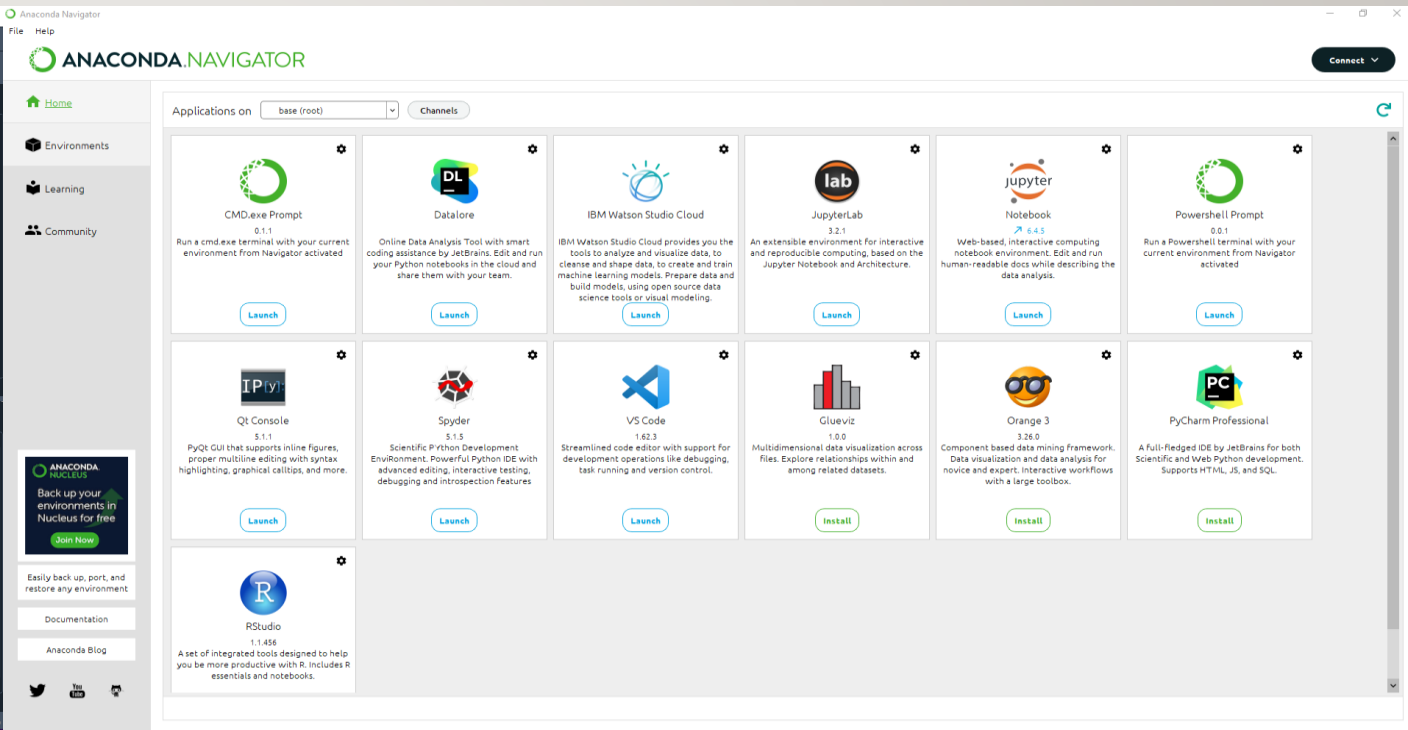 Anaconda Navigator
File Help
ANACONDA.NAVIGATOR
Connect
Home
Environments
Learning
Community
ANACONDA.
NUCLEUS
Back up your
environments in
Nucleus for free
Join Now
Easily back up, port, and
restore any environment
Documentation
Anaconda Blog
You
Tube
Applications on base (root) Channels
CMD.exe Prompt
0.1.1
Run a cmd.exe terminal with your current
environment from Navigator activated
Launch
DL
Datalore
Online Data Analysis Tool with smart
coding assistance by JetBrains. Edit and run
your Python notebooks in the cloud and
share them with your team.
Launch
IBM Watson Studio Cloud
IBM Watson Studio Cloud provides you the
tools to analyze and visualize data, to
cleanse and shape data, to create and train
machine learning models. Prepare data and
build models, using open source data
science tools or visual modeling.
Launch
lab
JupyterLab
3.2.1
An extensible environment for interactive
and reproducible computing, based on the
Jupyter Notebook and Architecture.
Launch
jupyter
Notebook
6.4.5
Web-based, interactive computing
notebook environment. Edit and run
human-readable docs while describing the
data analysis.
Launch
Powershell Prompt
0.0.1
Run a Powershell terminal with your
current environment from Navigator
activated
Launch
IP[y]:
Qt Console
5.1.1
PyQt GUI that supports inline figures,
proper multiline editing with syntax
highlighting, graphical calltips, and more.
Launch
Spyder
5.1.5
Scientific PYthon Development
EnviRonment. Powerful Python IDE with
advanced editing, interactive testing,
debugging and introspection features
Launch
VS Code
1.62.3
Streamlined code editor with support for
development operations like debugging,
task running and version control.
Launch
Glueviz
1.0.0
Multidimensional data visualization across
files. Explore relationships within and
among related datasets.
Install
Orange 3
3.26.0
Component based data mining framework.
Data visualization and data analysis for
novice and expert. Interactive workflows
with a large toolbox.
Install
PC
PyCharm Professional
A full-fledged IDE by JetBrains for both
Scientific and Web Python development.
Supports HTML, JS, and SQL.
Install
R
RStudio
1.1.456
A set of integrated tools designed to help
you be more productive with R. Includes R
essentials and notebooks.